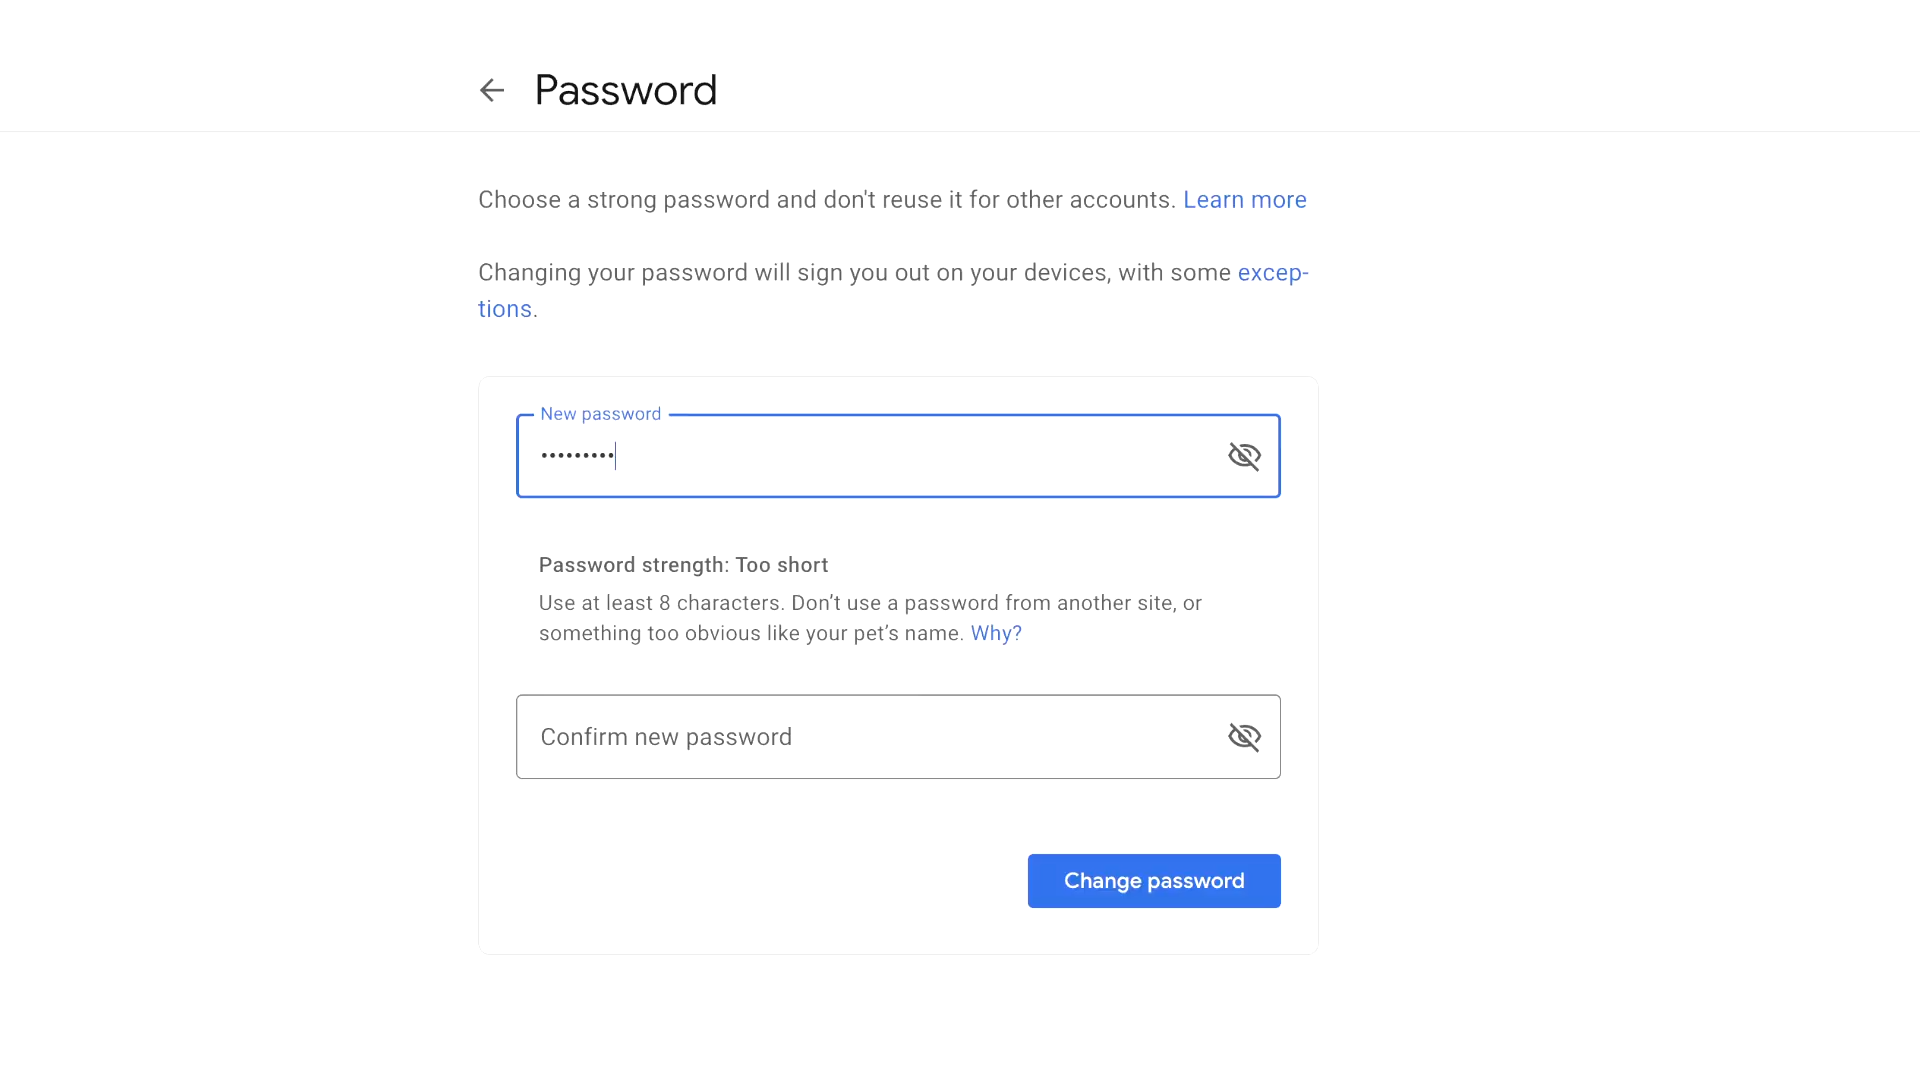 Password
Choose a strong password and don't reuse it for other accounts. Learn more
Changing your password will sign you out on your devices, with some excep-
tions.
New password
•••••••••
Password strength: Too short
Use at least 8 characters. Don’t use a password from another site, or
something too obvious like your pet’s name. Why?
Confirm new password
Change password